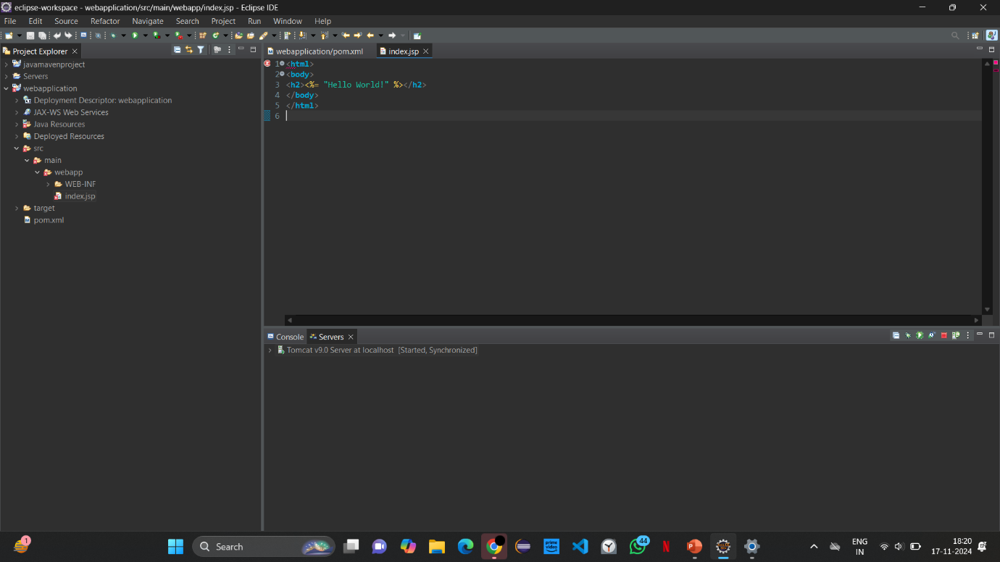 eclipse-workspace - webapplication/src/main/webapp/index.jsp - Eclipse IDE
File Edit Source Refactor Navigate Search Project Run Window Help
Project Explorer
javamavenproject
Servers
webapplication
Deployment Descriptor: webapplication
JAX-WS Web Services
Java Resources
Deployed Resources
src
main
webapp
WEB-INF
index.jsp
target
pom.xml
webapplication/pom.xml index.jsp
1 <html>
2 <body>
3 <h2><%= "Hello World!" %></h2>
4 </body>
5 </html>
6
Console Servers
Tomcat v9.0 Server at localhost [Started, Synchronized]
1
Search
prime video
44
ENG
IN
18:20
17-11-2024